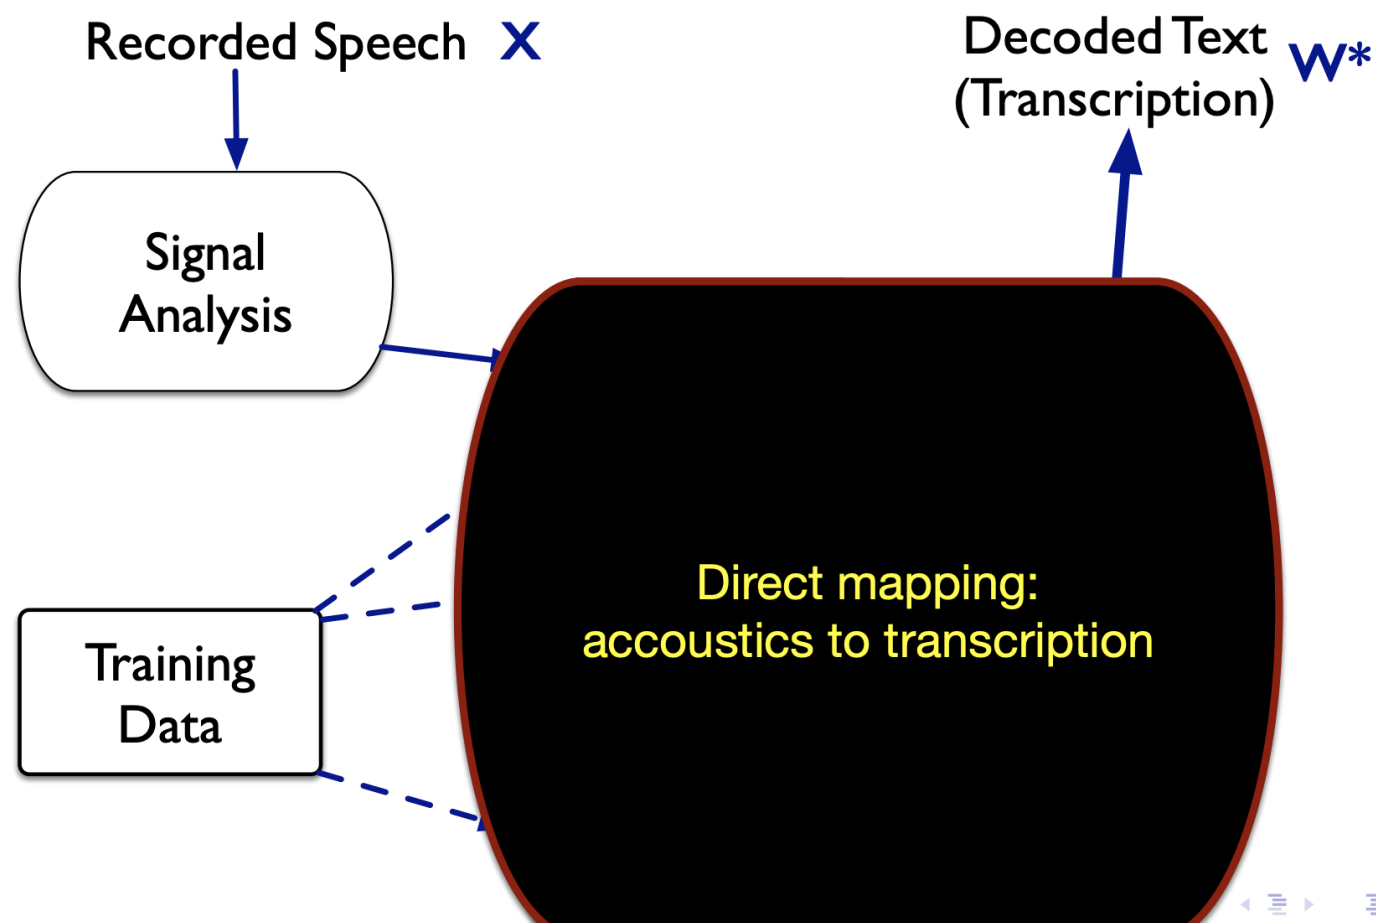 Recorded Speech X
Decoded Text W*
(Transcription)
Signal
Analysis
Direct mapping:
accoustics to transcription
Training
Data